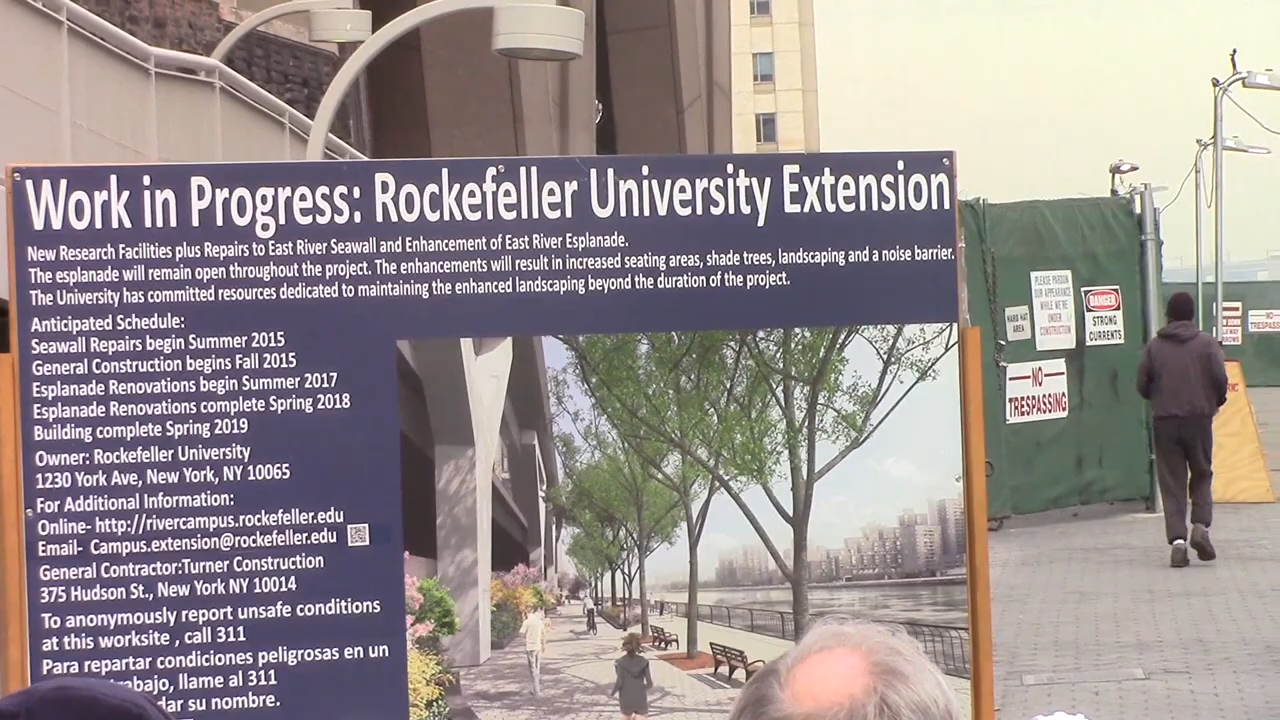 Work in Progress: Rockefeller University Extension
New Research Facilities plus Repairs to East River Seawall and Enhancement of East River Esplanade.
The esplanade will remain open throughout the project. The enhancements will result in increased seating areas, shade trees, landscaping and a noise barrier.
The University has committed resources dedicated to maintaining the enhanced landscaping beyond the duration of the project.
Anticipated Schedule:
Seawall Repairs begin Summer 2015
General Construction begins Fall 2015
Esplanade Renovations begin Summer 2017
Esplanade Renovations complete Spring 2018
Building complete Spring 2019
Owner: Rockefeller University
1230 York Ave, New York, NY 10065
For Additional Information:
Online- http://rivercampus.rockefeller.edu
Email- Campus.extension@rockefeller.edu
General Contractor:Turner Construction
375 Hudson St., New York NY 10014
To anonymously report unsafe conditions
at this worksite , call 311
Para repartar condiciones peligrosas en un
llame al 311
dar su nombre.
HARD HAT
AREA
PLEASE PARDON
OUR APPEARANCE
WHILE WE'RE
UNDER
CONSTRUCTION
DANGER
STRONG
CURRENTS
NO
TRESPASSING
NO